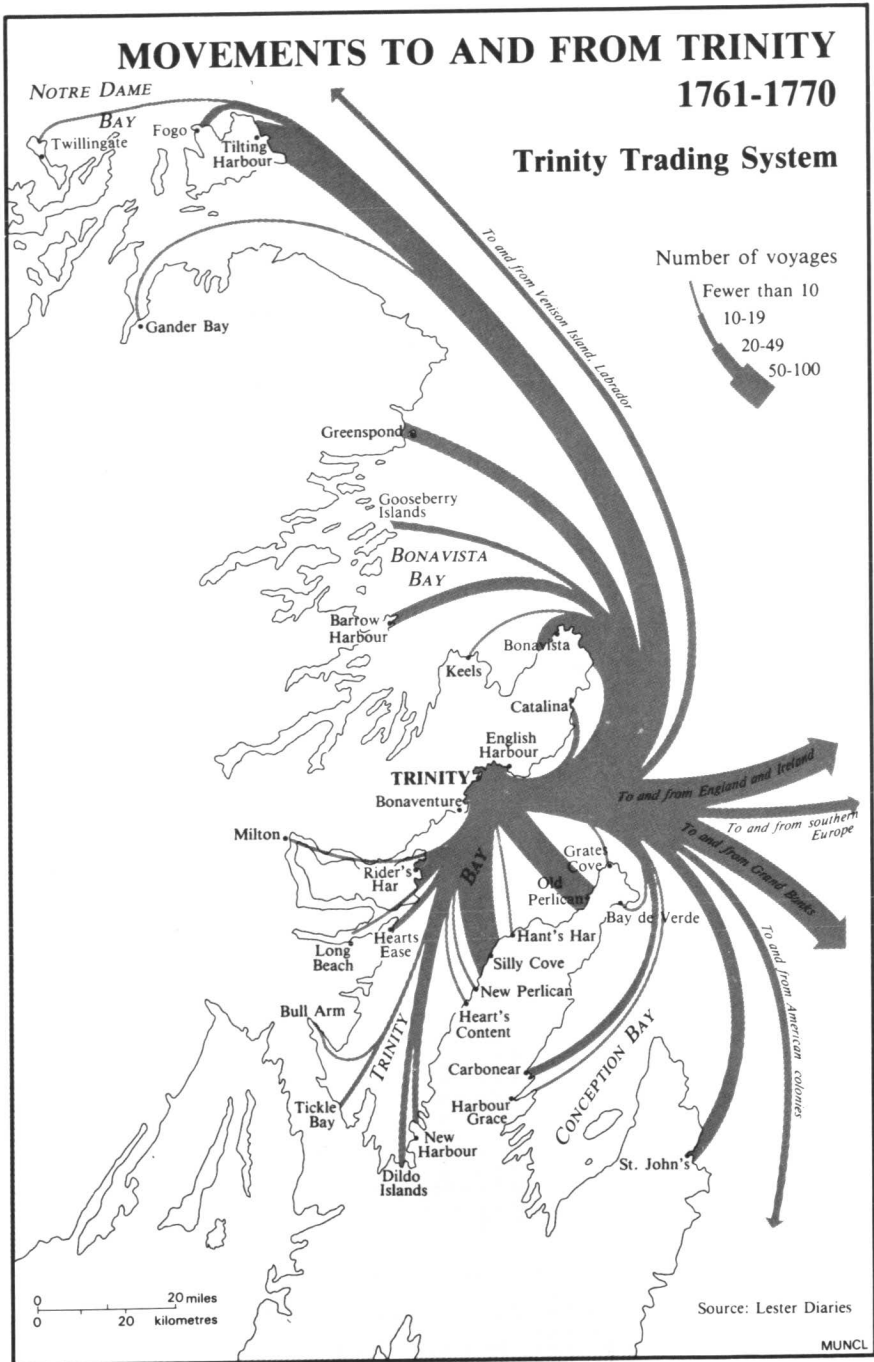 MOVEMENTS TO AND FROM TRINITY
1761-1770
Trinity Trading System
NOTRE DAME
BAY
Twillingate
Fogo
Tilting
Harbour
To and from Venison Island, Labrador
Number of voyages
Fewer than 10
10-19
20-49
50-100
Gander Bay
Greenspond
Gooseberry
Islands
BONAVISTA
BAY
Barrow
Harbour
Keels
Bonavista
Catalina
English
Harbour
TRINITY
Bonaventure
To and from England and Ireland
To and from southern
Europe
To and from Grand Banks
To and from American colonies
Milton
Rider's
Har
BAY
Grates
Cove
Old
Perlican
Bay de Verde
Long
Beach
Hearts
Ease
Hant's Har
Silly Cove
New Perlican
Heart's
Content
Bull Arm
TRINITY
Carbonear
Harbour
Grace
CONCEPTION BAY
Tickle
Bay
New
Harbour
Dildo
Islands
St. John's
0 20 miles
0 20 kilometres
Source: Lester Diaries
MUNCL